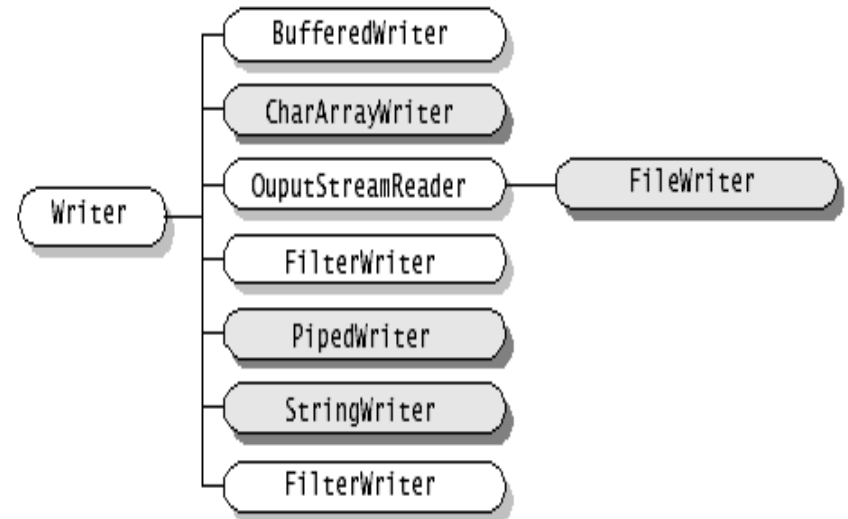 BufferedWriter
CharArrayWriter
OuputStreamReader
FileWriter
Writer
FilterWriter
PipedWriter
StringWriter
FilterWriter